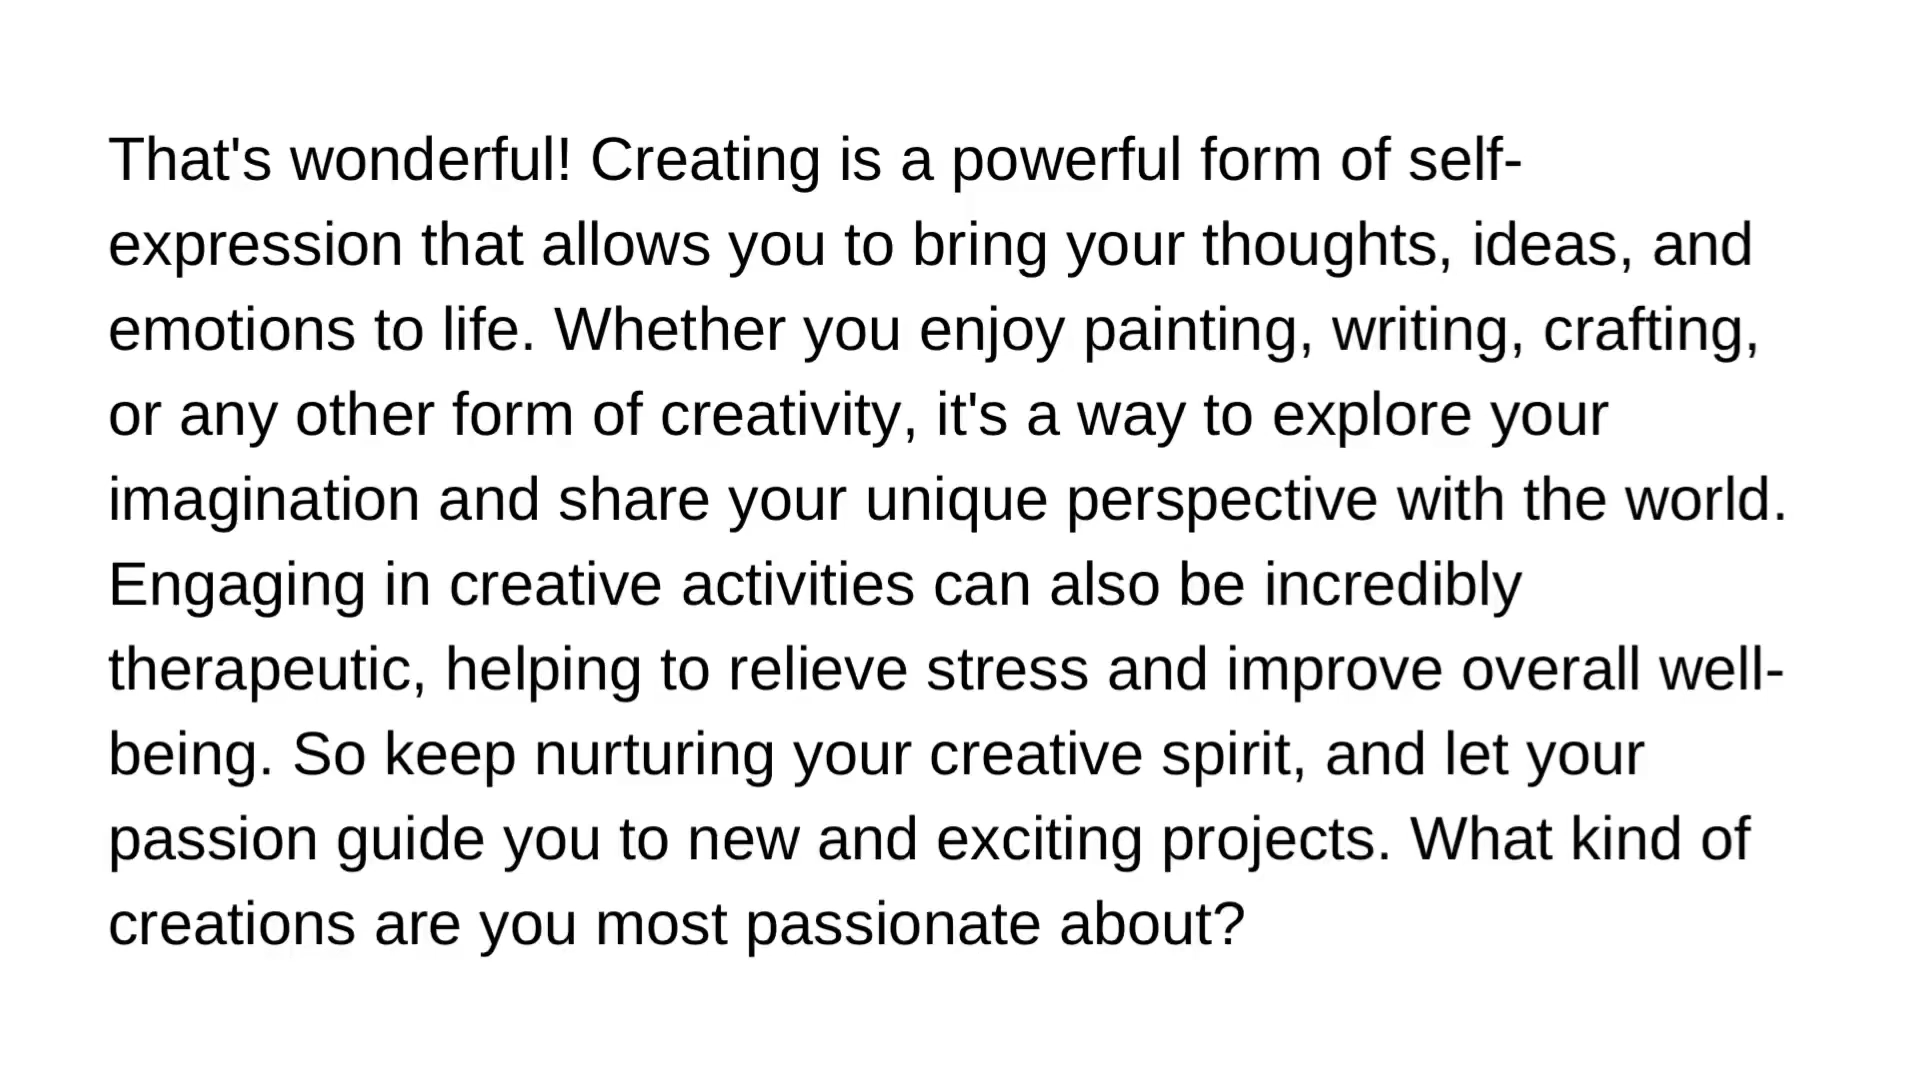 That's wonderful! Creating is a powerful form of self-
expression that allows you to bring your thoughts, ideas, and
emotions to life. Whether you enjoy painting, writing, crafting,
or any other form of creativity, it's a way to explore your
imagination and share your unique perspective with the world.
Engaging in creative activities can also be incredibly
therapeutic, helping to relieve stress and improve overall well-
being. So keep nurturing your creative spirit, and let your
passion guide you to new and exciting projects. What kind of
creations are you most passionate about?